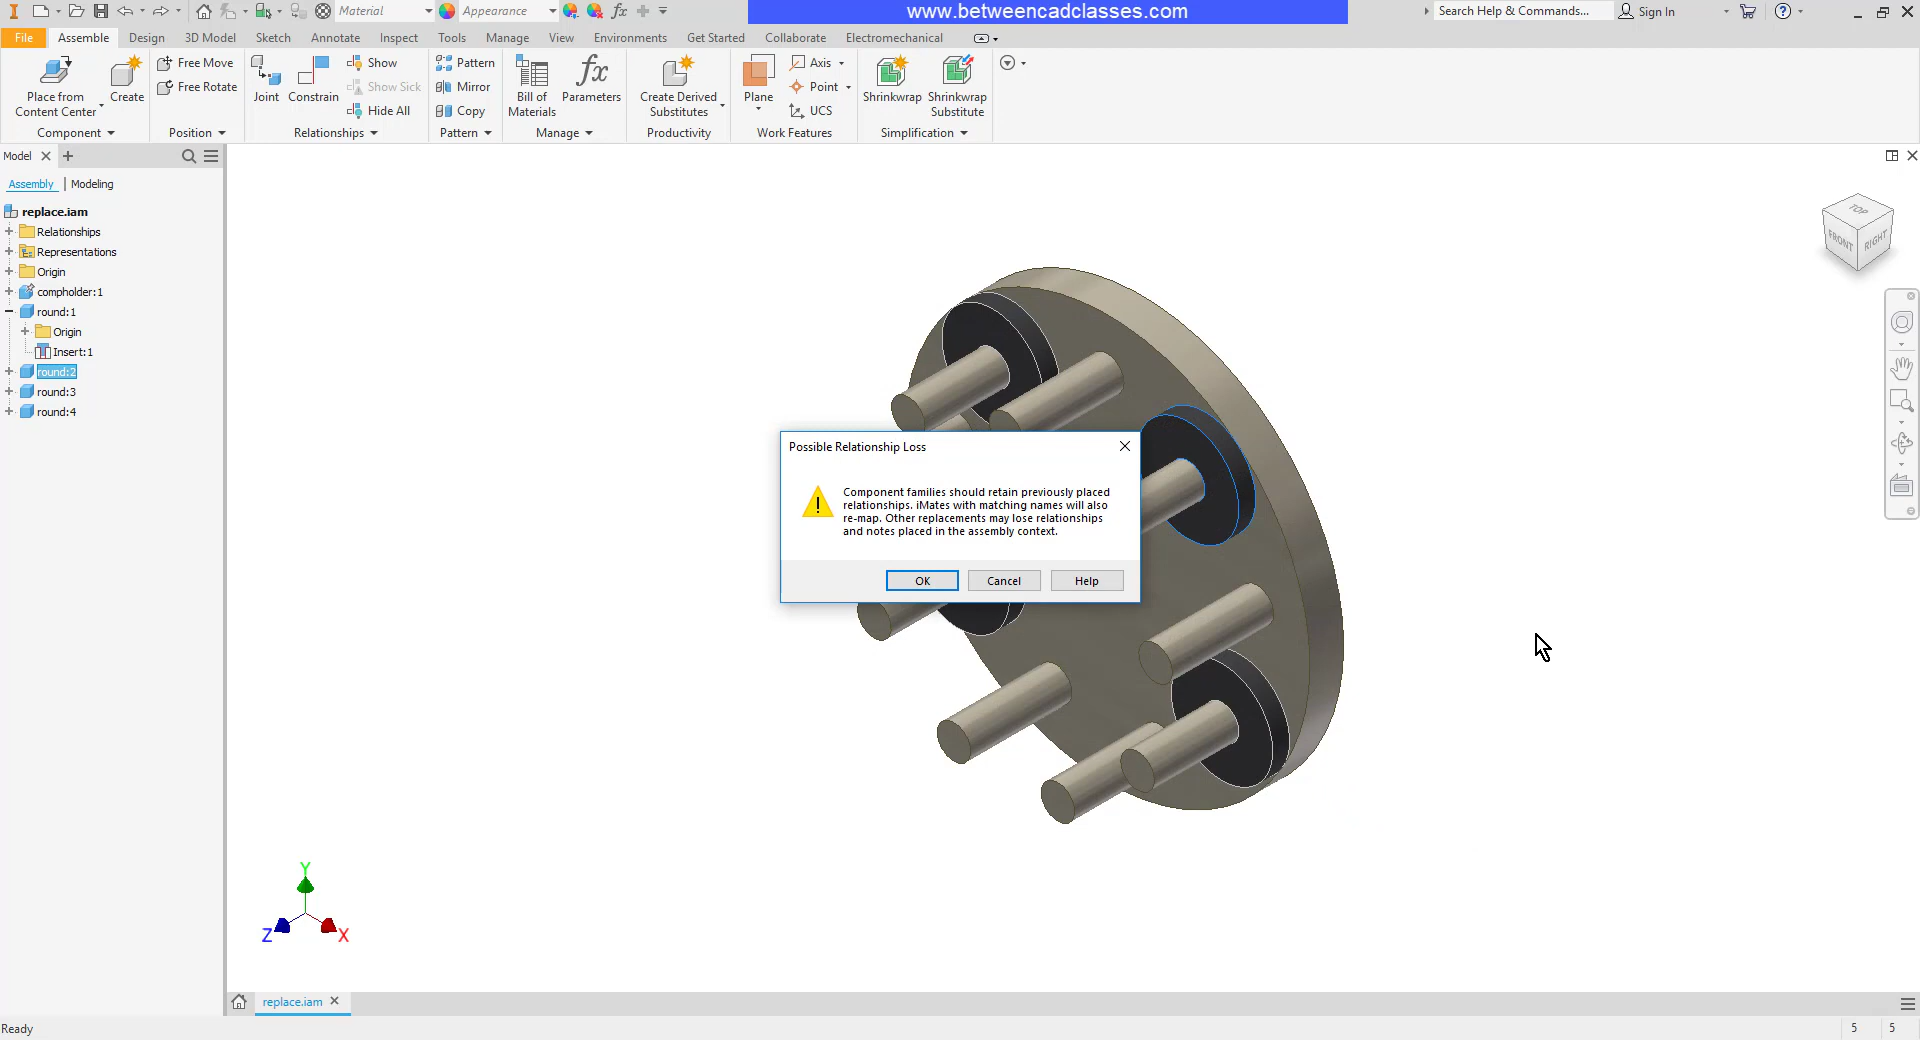 Material
Appearance
fx
www.betweencadclasses.com
Search Help & Commands...
Sign In
File
Assemble
Design
3D Model
Sketch
Annotate
Inspect
Tools
Manage
View
Environments
Get Started
Collaborate
Electromechanical
Place from
Content Center
Create
Free Move
Free Rotate
Joint
Constrain
Show
Show Sick
Hide All
Pattern
Mirror
Copy
Bill of
Materials
fx
Parameters
Create Derived
Substitutes
Plane
Axis
Point
UCS
Shrinkwrap
Shrinkwrap
Substitute
Component
Position
Relationships
Pattern
Manage
Productivity
Work Features
Simplification
Model
Assembly
Modeling
replace.iam
Relationships
Representations
Origin
compholder:1
round:1
Origin
Insert:1
round:2
round:3
round:4
TOP
FRONT
RIGHT
Possible Relationship Loss
Component families should retain previously placed
relationships. iMates with matching names will also
re-map. Other replacements may lose relationships
and notes placed in the assembly context.
OK
Cancel
Help
Y
Z
X
replace.iam
Ready
5
5